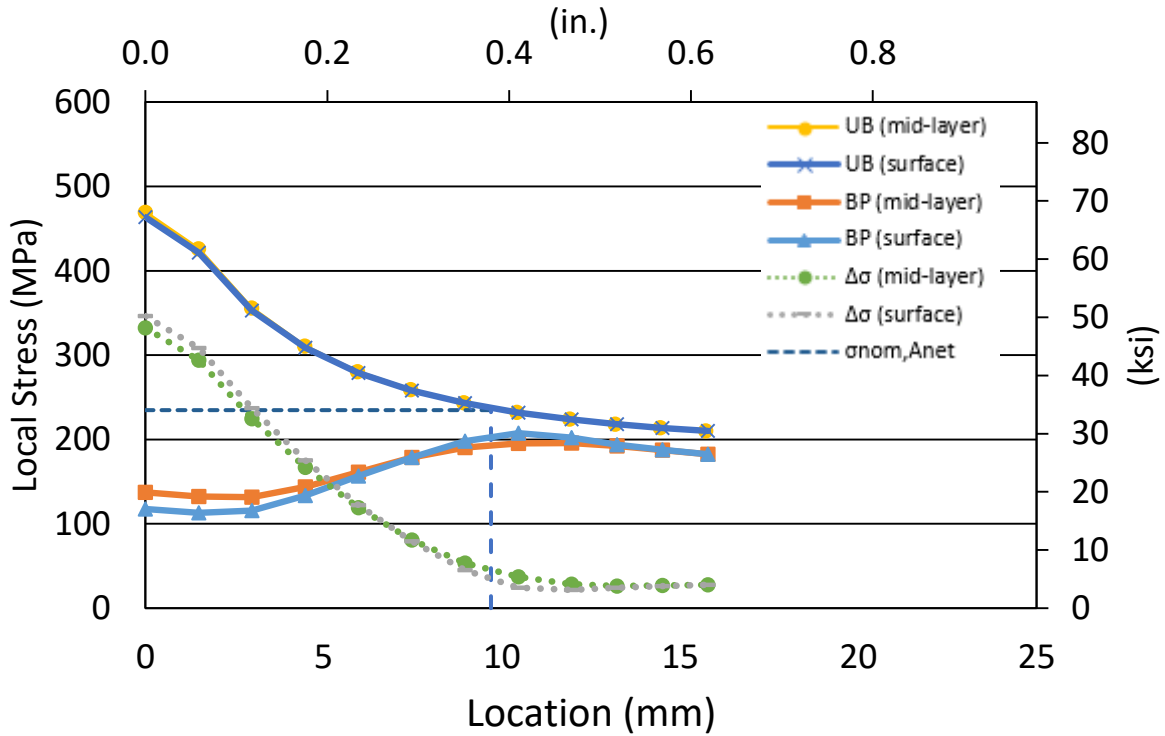 (in.)
0.0 0.2 0.4 0.6 0.8
600
500
400
300
200
100
0
Local Stress (MPa)
UB (mid-layer)
UB (surface)
BP (mid-layer)
BP (surface)
Δσ (mid-layer)
Δσ (surface)
σnom,Anet
80
70
60
50
40
30
20
10
0
(ksi)
0 5 10 15 20 25
Location (mm)